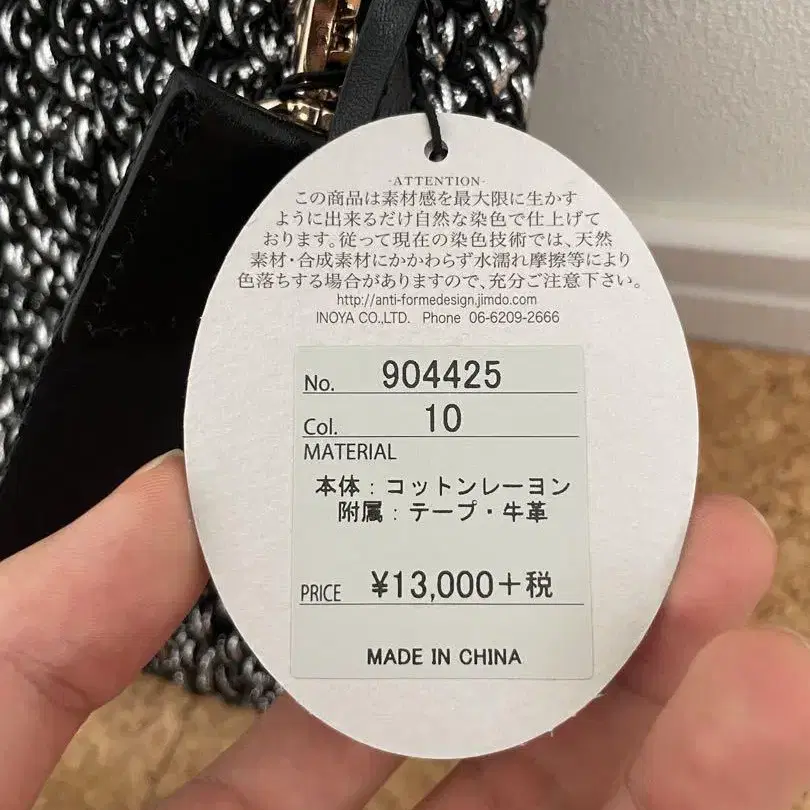 -ATTENTION-
この商品は素材感を最大限に生かす
ように出来るだけ自然な染色で仕上げて
おります。従って現在の染色技術では、天然
素材・合成素材にかかわらず水濡れ摩擦等により
色落ちする場合がありますので、充分ご注意下さい。
http://anti-formedesign.jimdo.com
INOYA CO.,LTD. Phone 06-6209-2666
No. 904425
Col. 10
MATERIAL
本体：コットンレーヨン
附属：テープ・牛革
PRICE ¥13,000+税
MADE IN CHINA